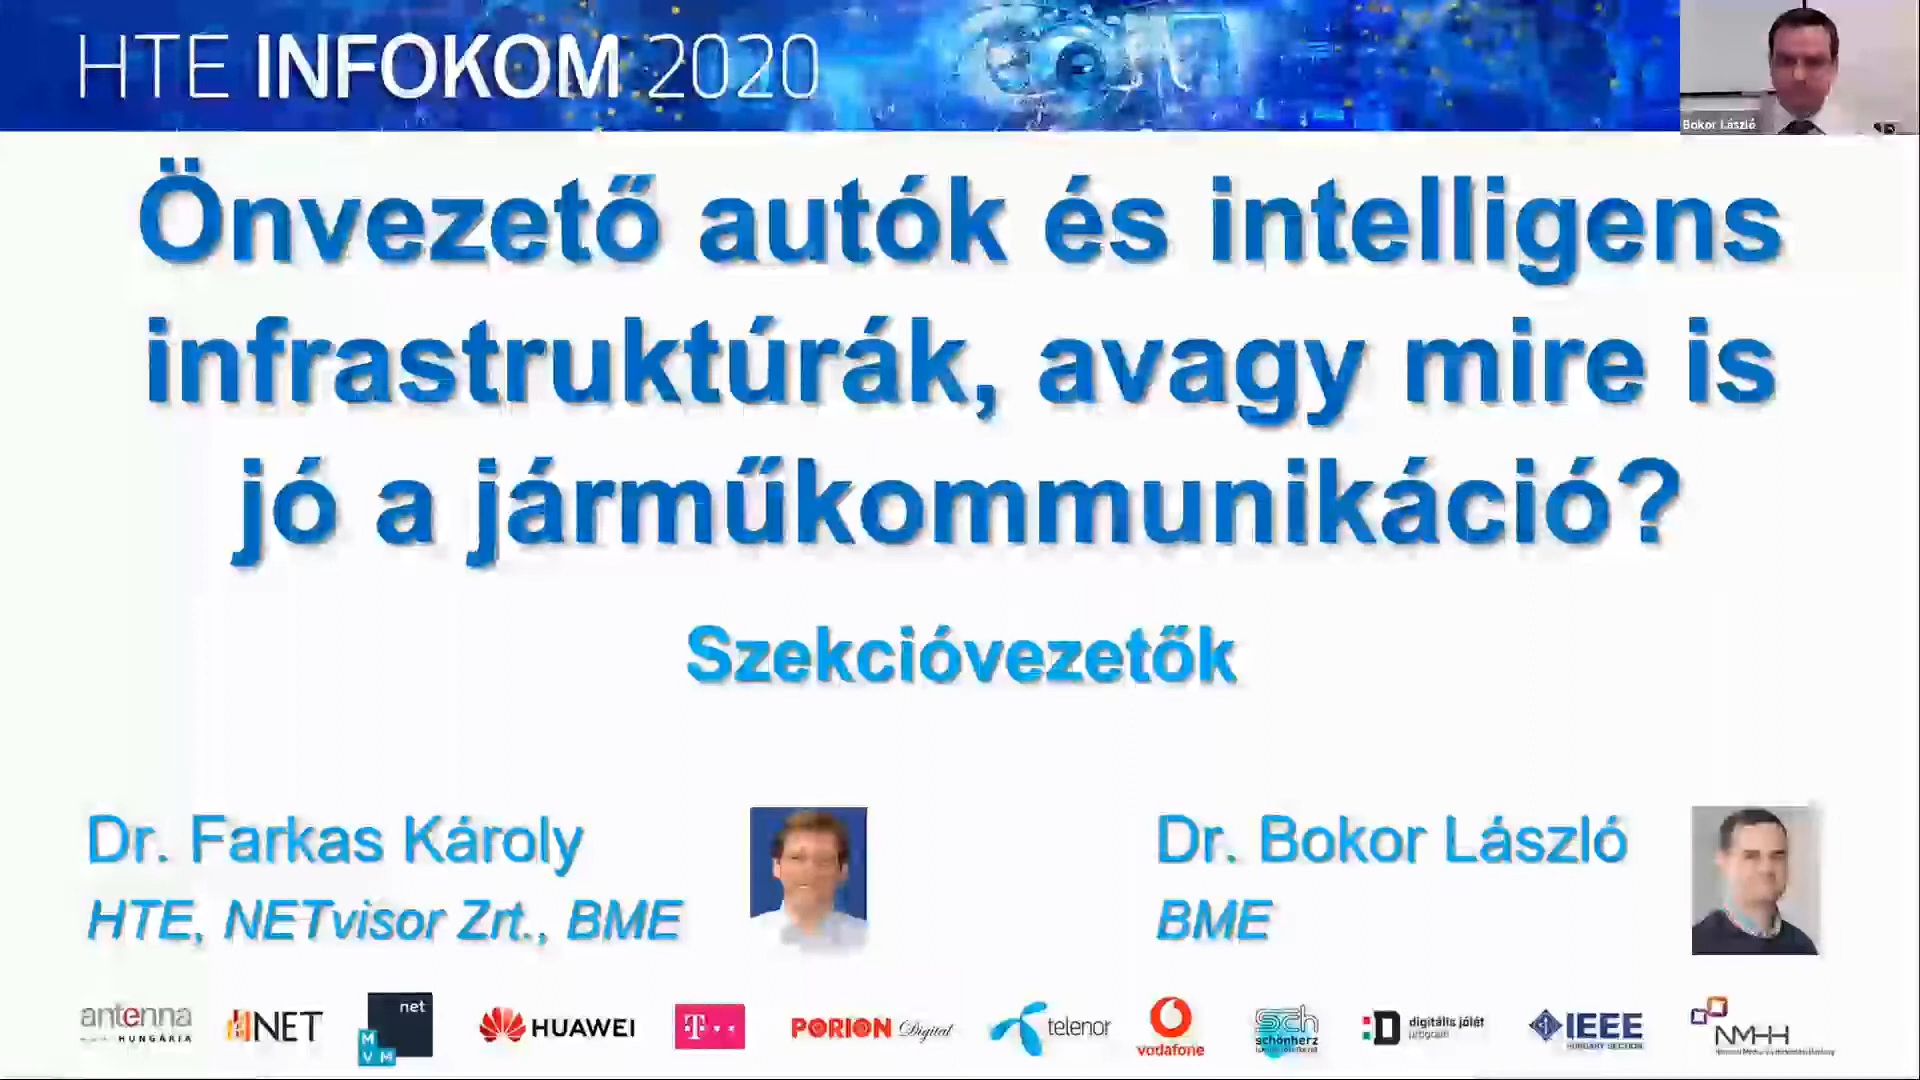 HTE INFOKOM 2020
Bokor László
Önvezető autók és intelligens
infrastruktúrák, avagy mire is
jó a járműkommunikáció?
Szekcióvezetők
Dr. Farkas Károly
HTE, NETvisor Zrt., BME
Dr. Bokor László
BME
antenna
HUNGÁRIA
NET
net
MVM
HUAWEI
T
PORION Digital
telenor
vodafone
sch
schönherz
:D digitális jólét
program
IEEE
HUNGARY SECTION
NMHH